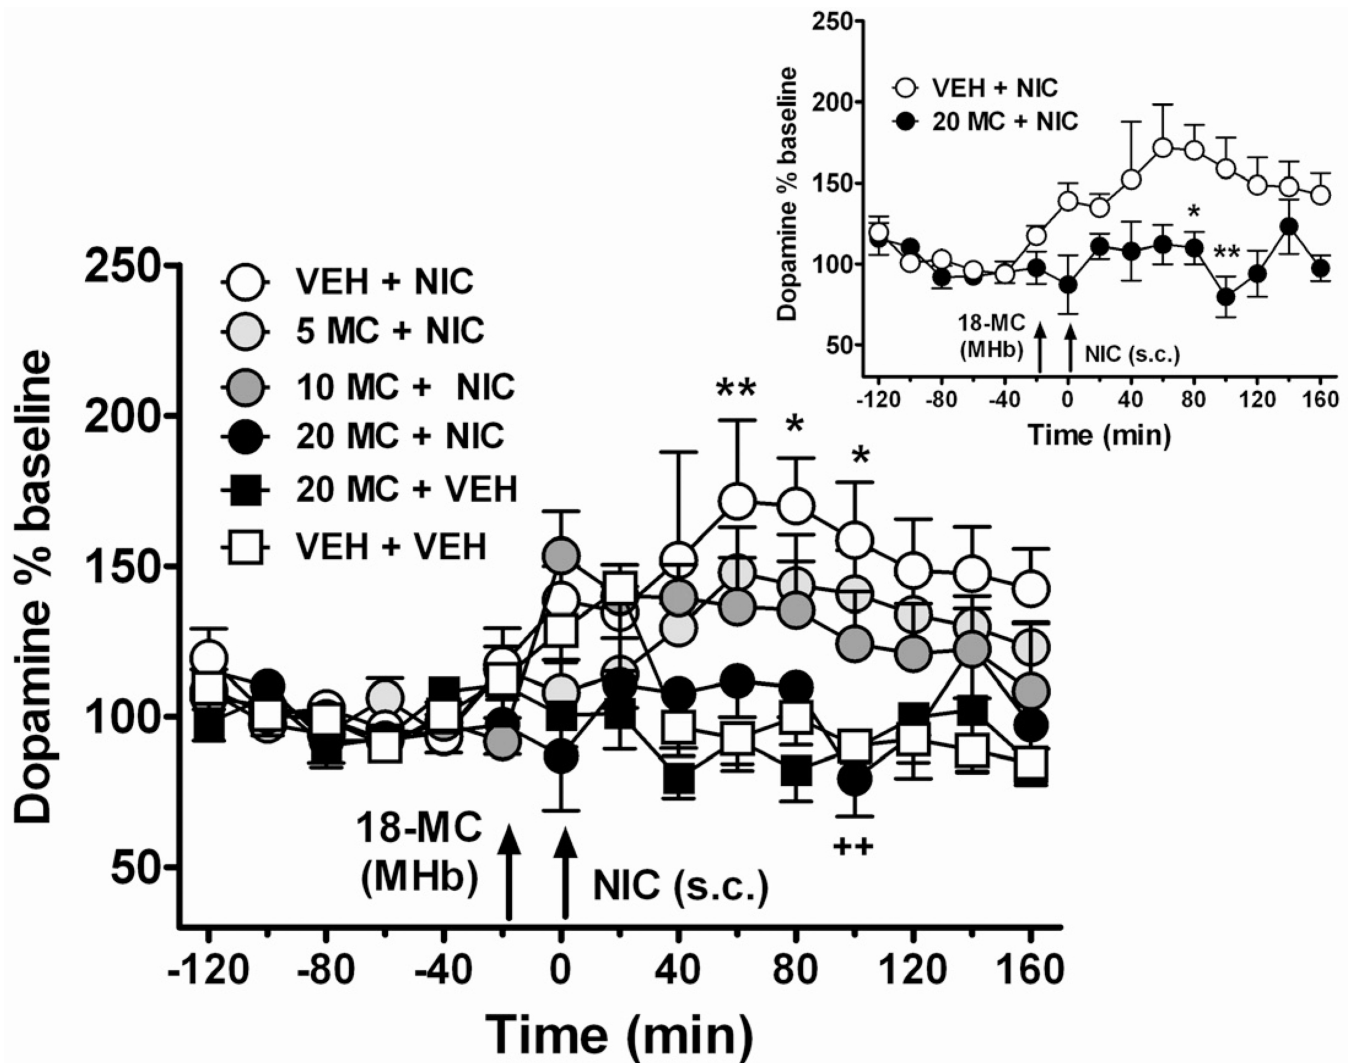 250
200
150
100
50
Dopamine % baseline
VEH + NIC
20 MC + NIC
*
**
18-MC
(MHb)
NIC (s.c.)
-120 -80 -40 0 40 80 120 160
Time (min)
250
200
150
100
50
Dopamine % baseline
VEH + NIC
5 MC + NIC
10 MC + NIC
20 MC + NIC
20 MC + VEH
VEH + VEH
**
*
*
++
18-MC
(MHb)
NIC (s.c.)
-120 -80 -40 0 40 80 120 160
Time (min)